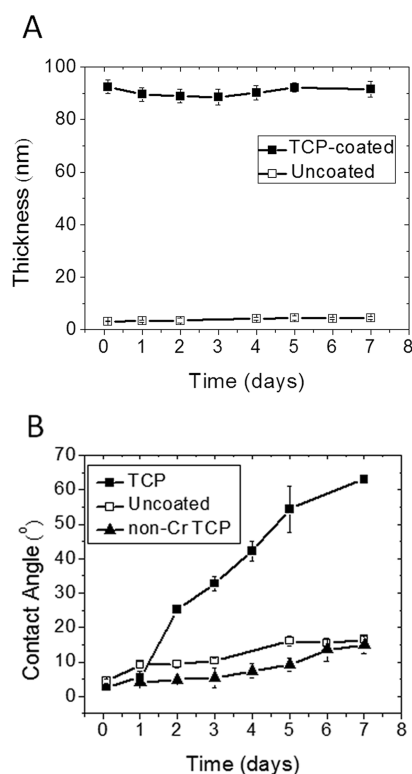 A
100
80
60
40
20
0
Thickness (nm)
TCP-coated
Uncoated
0 1 2 3 4 5 6 7 8
Time (days)
B
70
60
50
40
30
20
10
0
Contact Angle (⁰)
TCP
Uncoated
non-Cr TCP
0 1 2 3 4 5 6 7 8
Time (days)